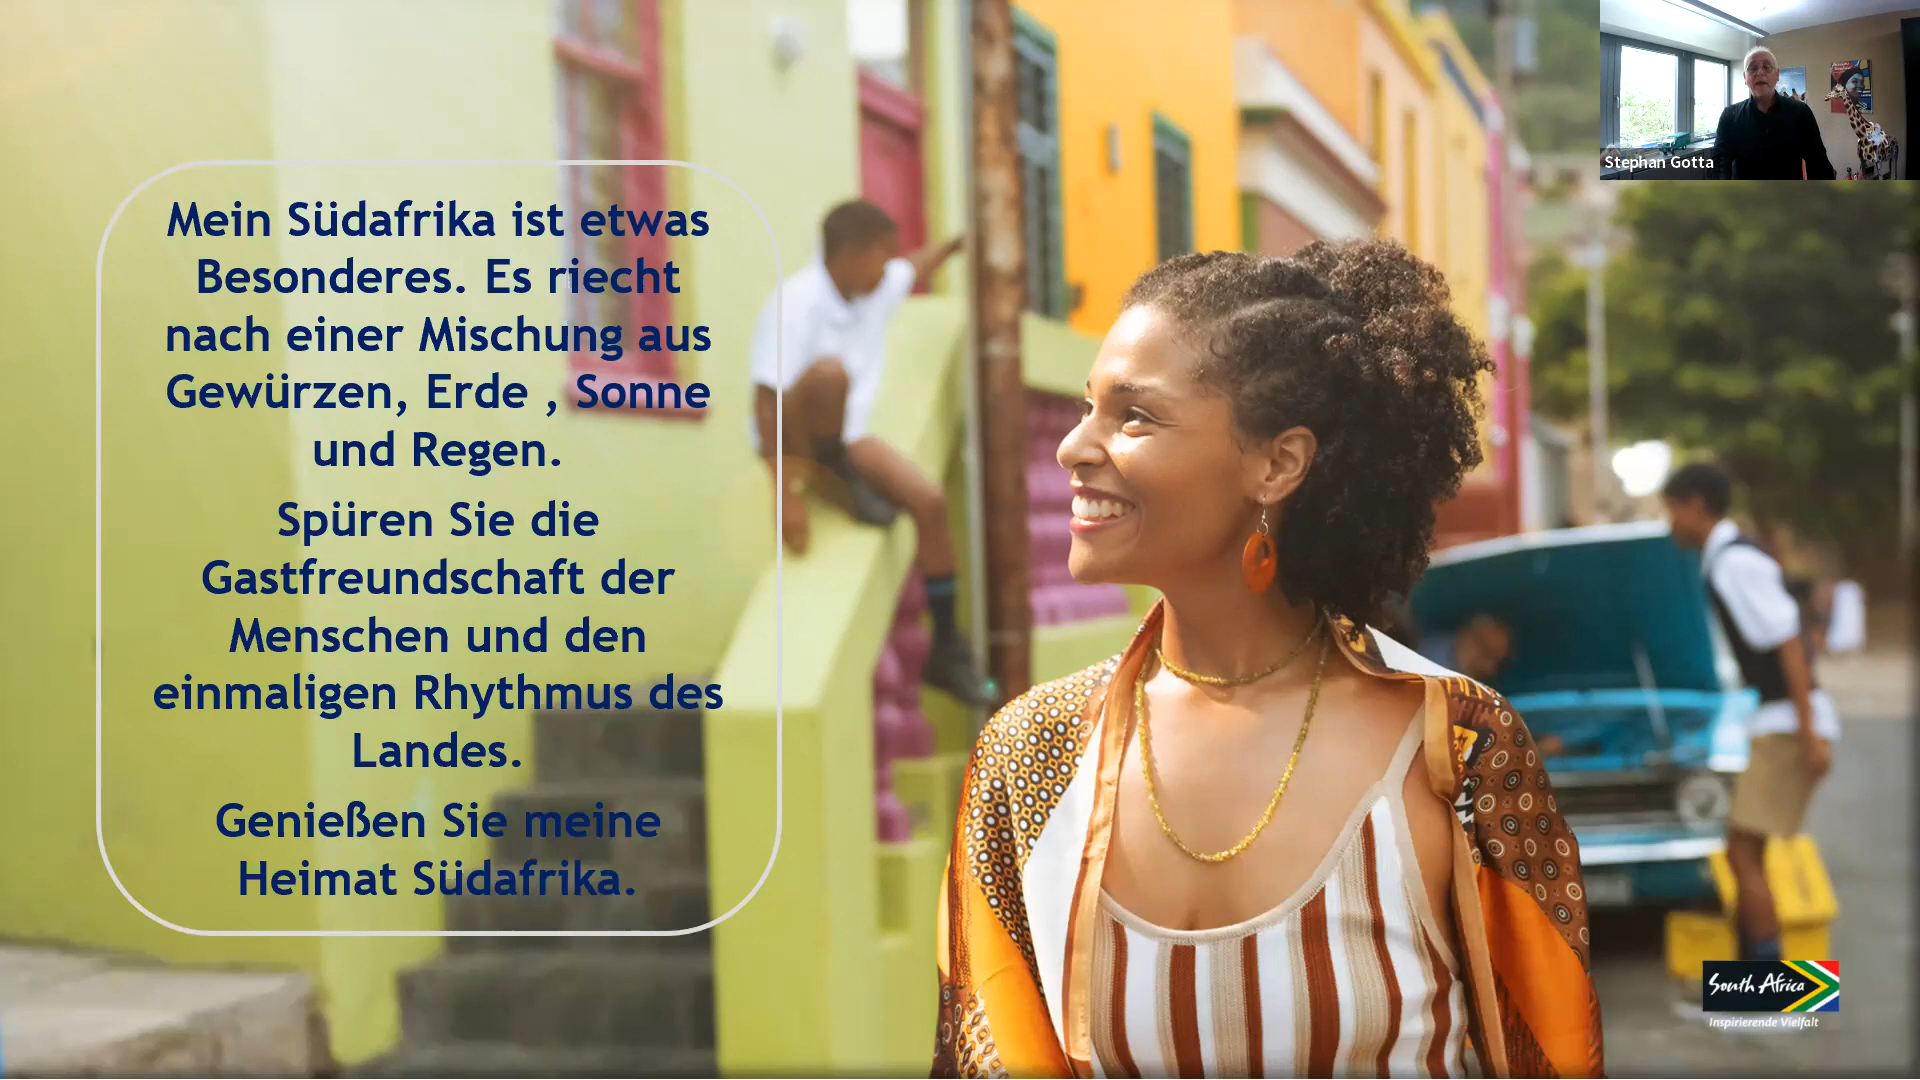 Mein Südafrika ist etwas
Besonderes. Es riecht
nach einer Mischung aus
Gewürzen, Erde , Sonne
und Regen.
Spüren Sie die
Gastfreundschaft der
Menschen und den
einmaligen Rhythmus des
Landes.
Genießen Sie meine
Heimat Südafrika.
Stephan Gotta
South Africa
Inspirierende Vielfalt